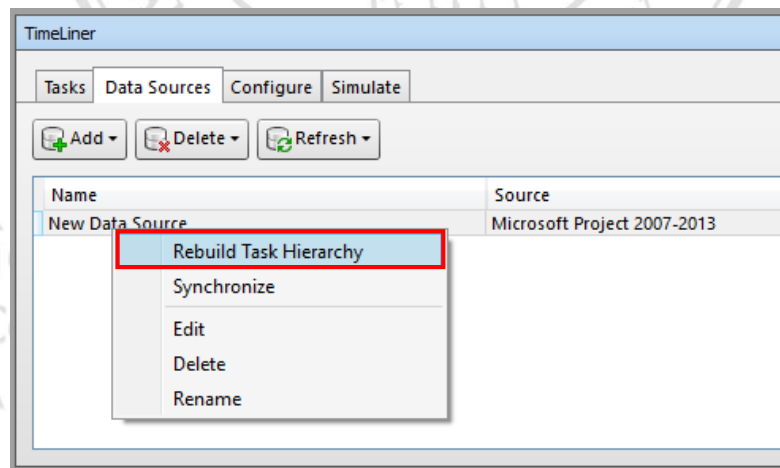 TimeLiner
Tasks Data Sources Configure Simulate
Add Delete Refresh
Name Source
New Data Source Microsoft Project 2007-2013
Rebuild Task Hierarchy
Synchronize
Edit
Delete
Rename